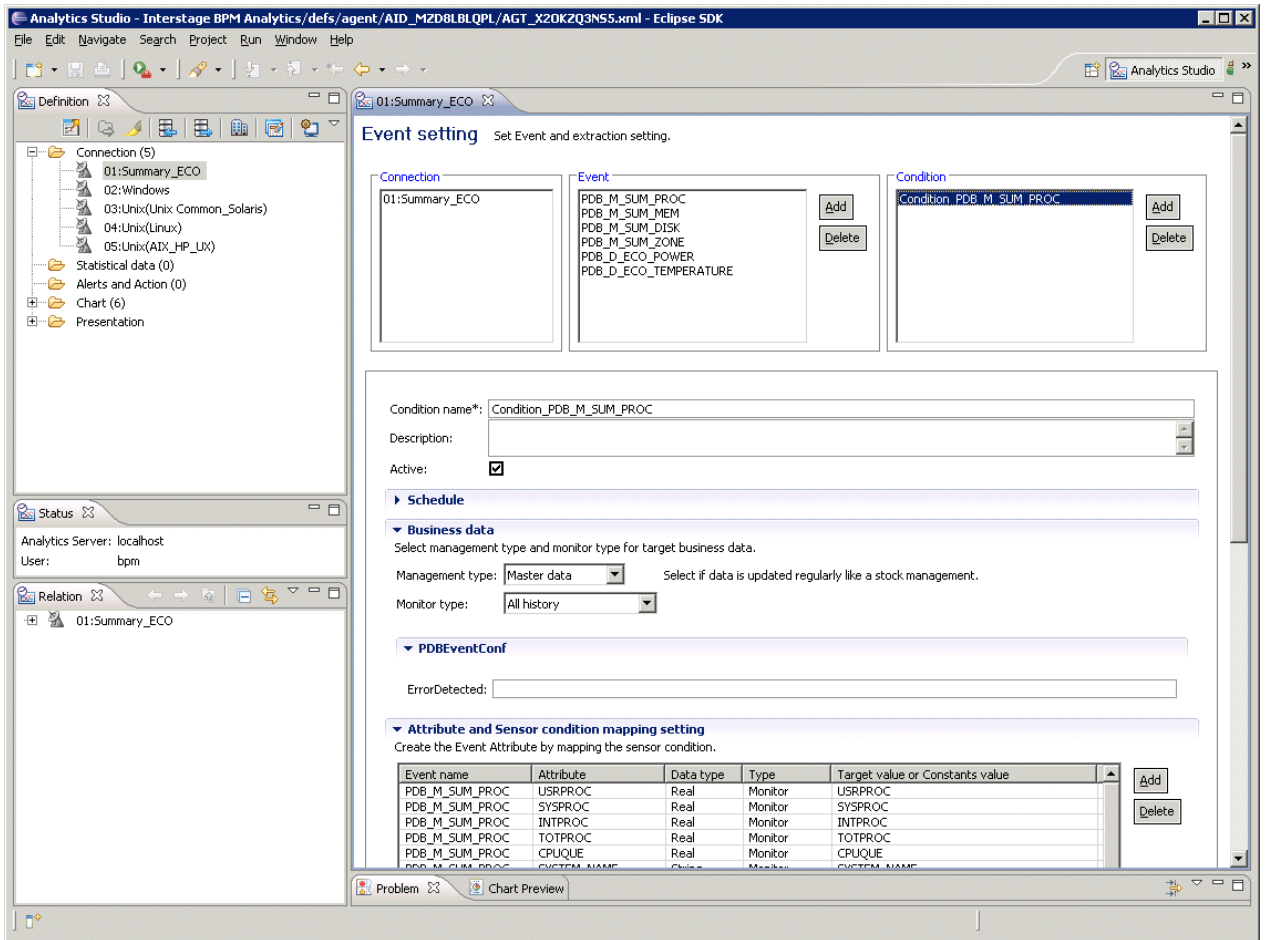 Analytics Studio - Interstage BPM Analytics/defs/agent/AID_MZD8LBLQPL/AGT_X2OKZQ3NS5.xml - Eclipse SDK
File Edit Navigate Search Project Run Window Help
Analytics Studio »
Definition
Connection (5)
01:Summary_ECO
02:Windows
03:Unix(Unix Common_Solaris)
04:Unix(Linux)
05:Unix(AIX_HP_UX)
Statistical data (0)
Alerts and Action (0)
Chart (6)
Presentation
Status
Analytics Server: localhost
User: bpm
Relation
01:Summary_ECO
01:Summary_ECO
Event setting Set Event and extraction setting.
Connection
01:Summary_ECO
Event
PDB_M_SUM_PROC
PDB_M_SUM_MEM
PDB_M_SUM_DISK
PDB_M_SUM_ZONE
PDB_D_ECO_POWER
PDB_D_ECO_TEMPERATURE
Add
Delete
Condition
Condition_PDB_M_SUM_PROC
Add
Delete
Condition name*: Condition_PDB_M_SUM_PROC
Description:
Active:
Schedule
Business data
Select management type and monitor type for target business data.
Management type: Master data Select if data is updated regularly like a stock management.
Monitor type: All history
PDBEventConf
ErrorDetected:
Attribute and Sensor condition mapping setting
Create the Event Attribute by mapping the sensor condition.
Event name Attribute Data type Type Target value or Constants value
PDB_M_SUM_PROC USRPROC Real Monitor USRPROC
PDB_M_SUM_PROC SYSPROC Real Monitor SYSPROC
PDB_M_SUM_PROC INTPROC Real Monitor INTPROC
PDB_M_SUM_PROC TOTPROC Real Monitor TOTPROC
PDB_M_SUM_PROC CPUQUE Real Monitor CPUQUE
PDB_M_SUM_PROC SYSTEM_NAME String Monitor SYSTEM_NAME
Add
Delete
Problem Chart Preview